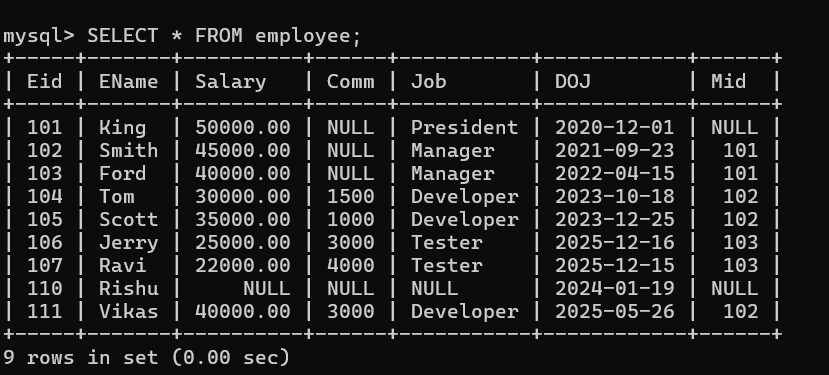 mysql> SELECT * FROM employee;
+-----+-------+----------+------+-----------+------------+------+
| Eid | EName | Salary   | Comm | Job       | DOJ        | Mid  |
+-----+-------+----------+------+-----------+------------+------+
| 101 | King  | 50000.00 | NULL | President | 2020-12-01 | NULL |
| 102 | Smith | 45000.00 | NULL | Manager   | 2021-09-23 |  101 |
| 103 | Ford  | 40000.00 | NULL | Manager   | 2022-04-15 |  101 |
| 104 | Tom   | 30000.00 | 1500 | Developer | 2023-10-18 |  102 |
| 105 | Scott | 35000.00 | 1000 | Developer | 2023-12-25 |  102 |
| 106 | Jerry | 25000.00 | 3000 | Tester    | 2025-12-16 |  103 |
| 107 | Ravi  | 22000.00 | 4000 | Tester    | 2025-12-15 |  103 |
| 110 | Rishu |     NULL | NULL | NULL      | 2024-01-19 | NULL |
| 111 | Vikas | 40000.00 | 3000 | Developer | 2025-05-26 |  102 |
+-----+-------+----------+------+-----------+------------+------+
9 rows in set (0.00 sec)